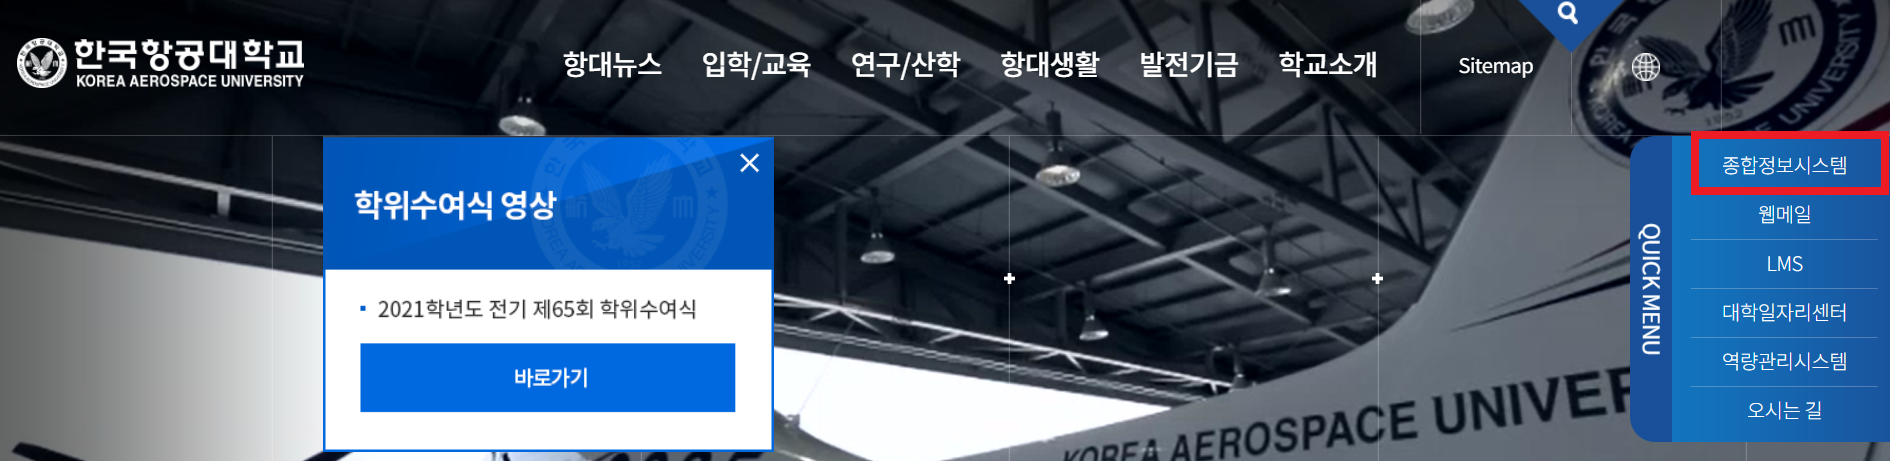 한국항공대학교
KOREA AEROSPACE UNIVERSITY
항대뉴스 입학/교육 연구/산학 항대생활 발전기금 학교소개 Sitemap
학위수여식 영상
2021학년도 전기 제65회 학위수여식
바로가기
QUICK MENU
종합정보시스템
웹메일
LMS
대학일자리센터
역량관리시스템
오시는 길
KOREA AEROSPACE UNIVER